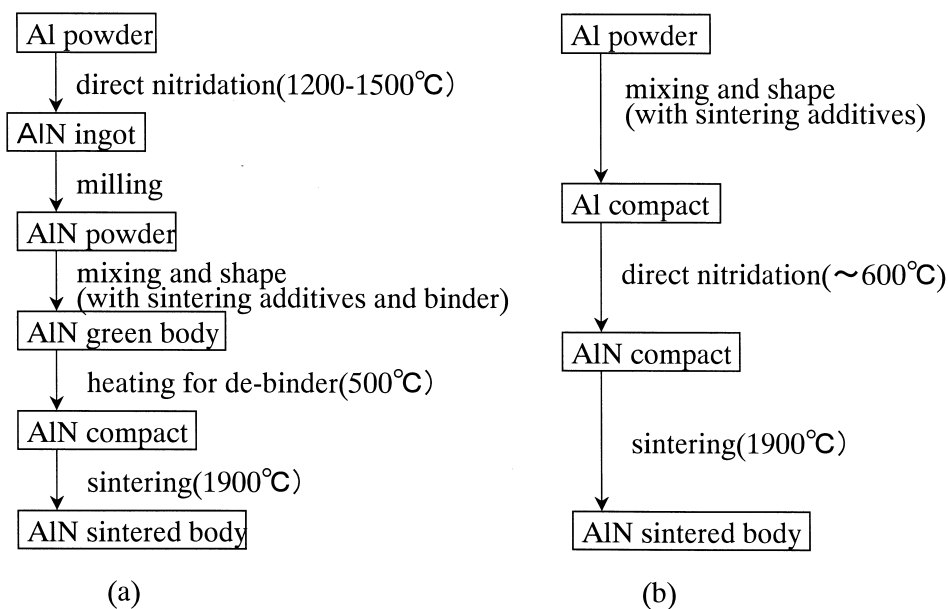 Al powder
direct nitridation(1200-1500℃)
AlN ingot
milling
AlN powder
mixing and shape
(with sintering additives and binder)
AlN green body
heating for de-binder(500℃)
AlN compact
sintering(1900℃)
AlN sintered body
(a)
Al powder
mixing and shape
(with sintering additives)
Al compact
direct nitridation(～600℃)
AlN compact
sintering(1900℃)
AlN sintered body
(b)